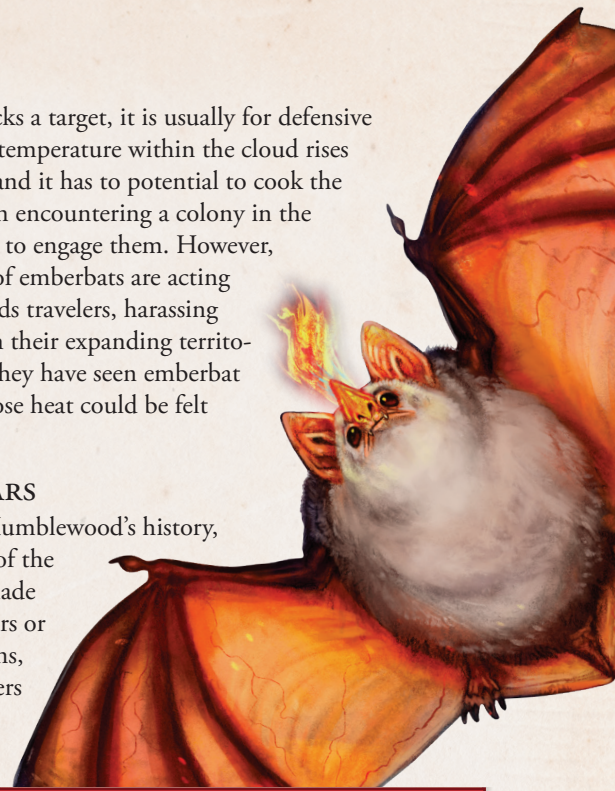 cks a target, it is usually for defensive
temperature within the cloud rises
and it has to potential to cook the
n encountering a colony in the
to engage them. However,
of emberbats are acting
ds travelers, harassing
n their expanding territo-
hey have seen emberbat
ose heat could be felt
ARS
umblewood’s history,
of the
ade
rs or
ns,
ers